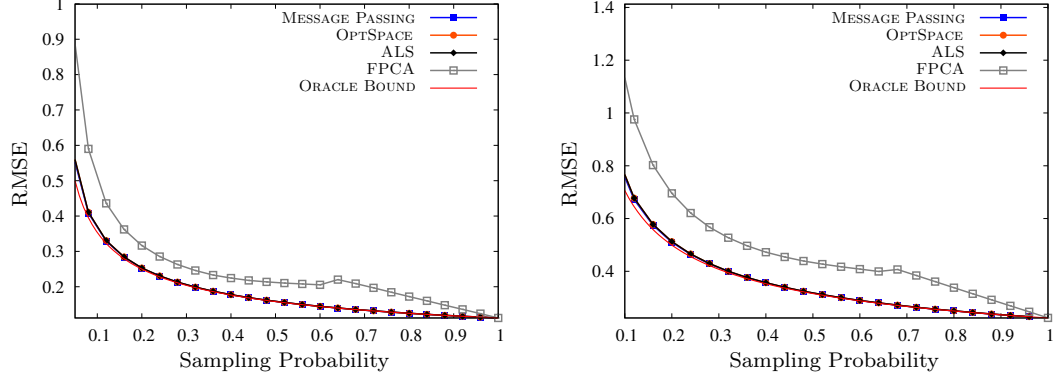 1
0.9
0.8
0.7
0.6
0.5
0.4
0.3
0.2
RMSE
0.1 0.2 0.3 0.4 0.5 0.6 0.7 0.8 0.9 1
Sampling Probability
Message Passing
OptSpace
ALS
FPCA
Oracle Bound
1.4
1.2
1
0.8
0.6
0.4
RMSE
0.1 0.2 0.3 0.4 0.5 0.6 0.7 0.8 0.9 1
Sampling Probability
Message Passing
OptSpace
ALS
FPCA
Oracle Bound